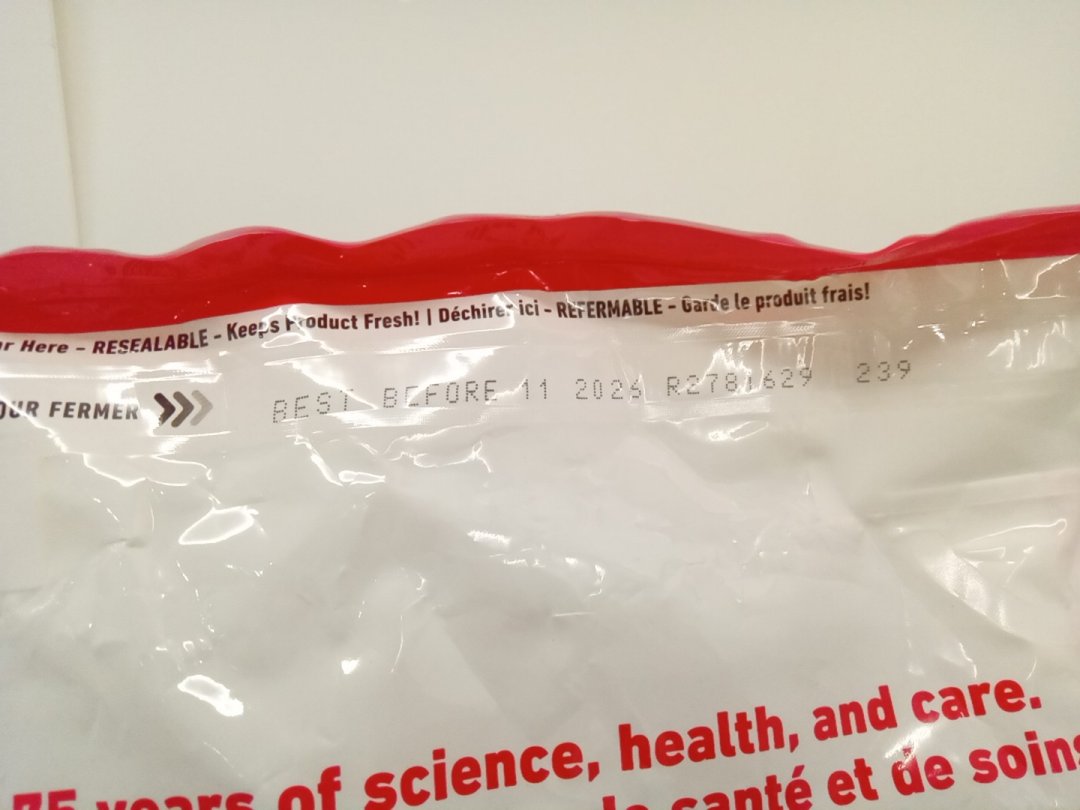 Here – RESEALABLE – Keeps Product Fresh! | Déchirer ici – REFERMABLE – Garde le produit frais!
FERMER
BEST BEFORE 11 2026 R2781629 239
75 years of science, health, and care.
santé et de soins